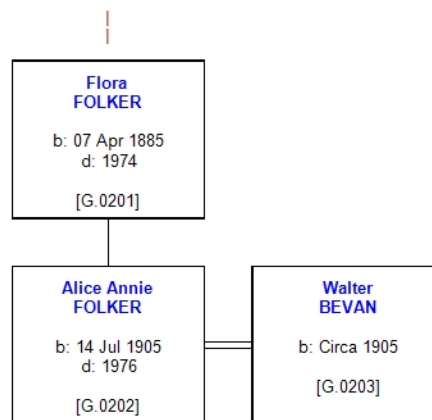 Flora
FOLKER
b: 07 Apr 1885
d: 1974
[G.0201]
Alice Annie
FOLKER
b: 14 Jul 1905
d: 1976
[G.0202]
Walter
BEVAN
b: Circa 1905
[G.0203]